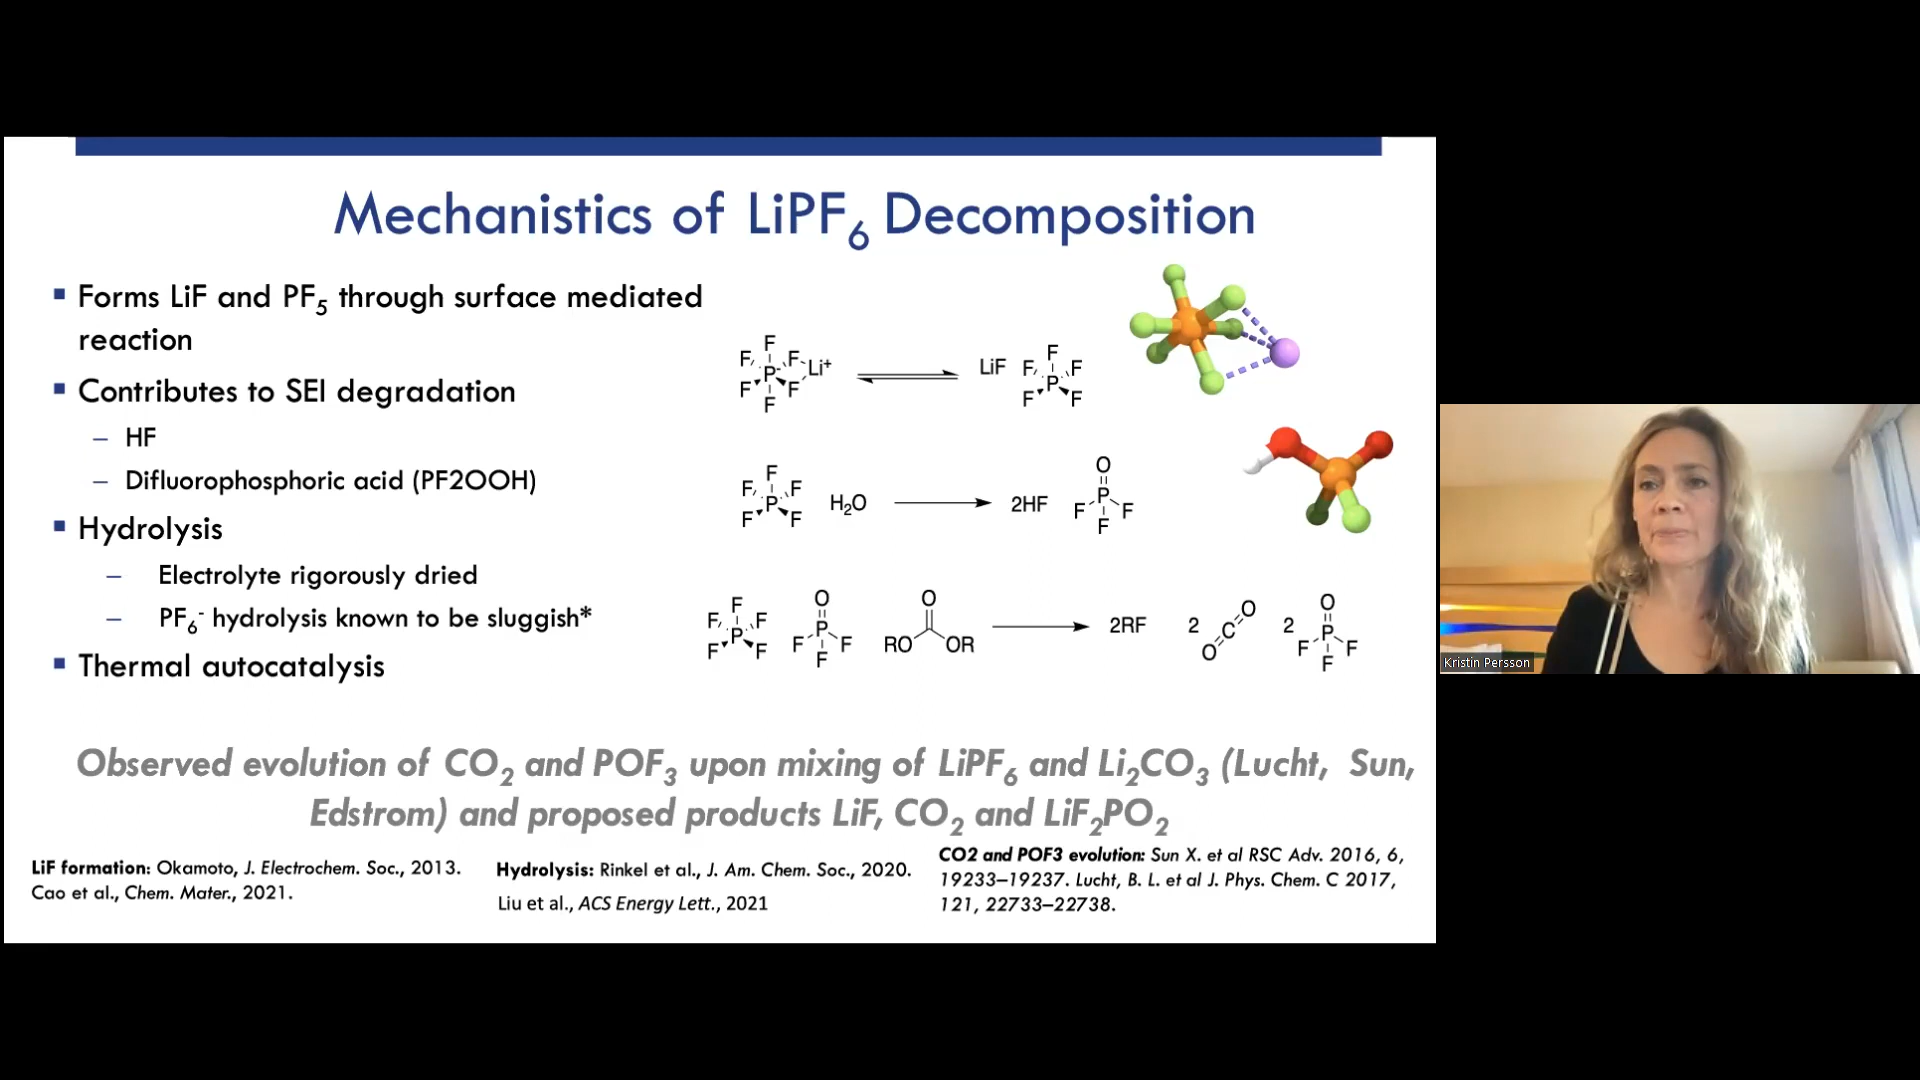 Mechanistics of LiPF6 Decomposition
▪ Forms LiF and PF5 through surface mediated
reaction
▪ Contributes to SEI degradation
– HF
– Difluorophosphoric acid (PF2OOH)
▪ Hydrolysis
– Electrolyte rigorously dried
– PF6- hydrolysis known to be sluggish*
▪ Thermal autocatalysis
F F F P- F F F Li+ LiF F F F P F F
F F F P F F H2O 2HF O F P F F
F F F P F F O F P F F O RO OR 2RF 2 O C O 2 O F P F F
Observed evolution of CO2 and POF3 upon mixing of LiPF6 and Li2CO3 (Lucht, Sun,
Edstrom) and proposed products LiF, CO2 and LiF2PO2
LiF formation: Okamoto, J. Electrochem. Soc., 2013.
Cao et al., Chem. Mater., 2021.
Hydrolysis: Rinkel et al., J. Am. Chem. Soc., 2020.
Liu et al., ACS Energy Lett., 2021
CO2 and POF3 evolution: Sun X. et al RSC Adv. 2016, 6,
19233–19237. Lucht, B. L. et al J. Phys. Chem. C 2017,
121, 22733–22738.
Kristin Persson